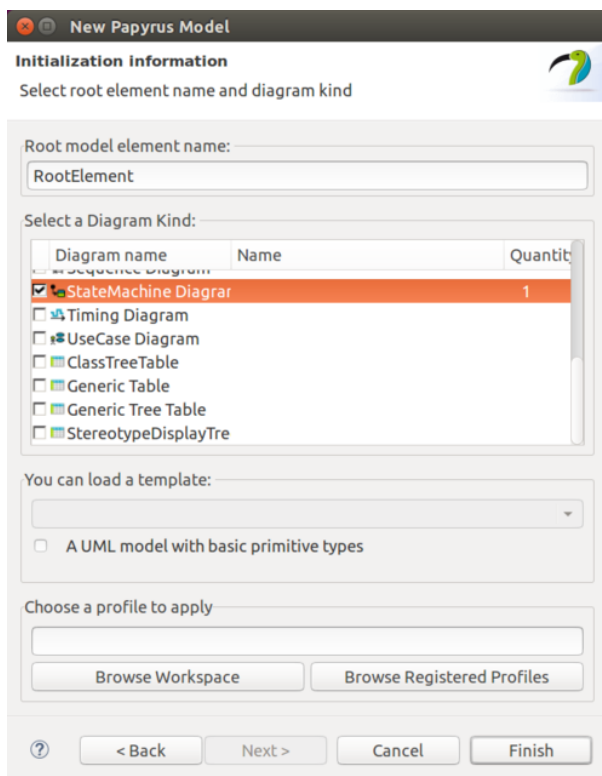 New Papyrus Model
Initialization information
Select root element name and diagram kind
Root model element name:
RootElement
Select a Diagram Kind:
Diagram name Name Quantit
Sequence Diagram
StateMachine Diagrar 1
Timing Diagram
UseCase Diagram
ClassTreeTable
Generic Table
Generic Tree Table
StereotypeDisplayTre
You can load a template:
A UML model with basic primitive types
Choose a profile to apply
Browse Workspace Browse Registered Profiles
? < Back Next > Cancel Finish